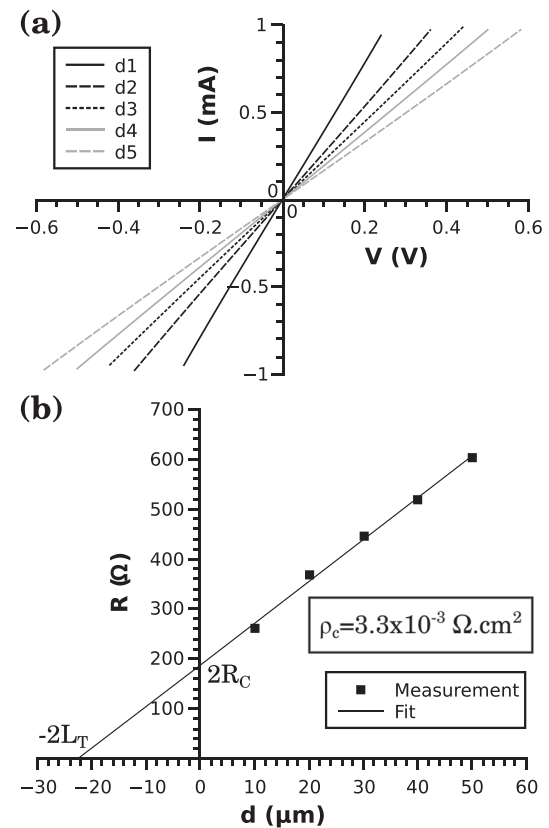 (a)
d1
d2
d3
d4
d5
I (mA)
1
0.5
0
−0.5
−1
−0.6
−0.4
−0.2
0
0.2
0.4
0.6
V (V)
(b)
700
600
500
400
300
200
100
R (Ω)
ρc=3.3x10-3 Ω.cm2
2RC
-2LT
Measurement
Fit
−30
−20
−10
0
10
20
30
40
50
60
d (μm)